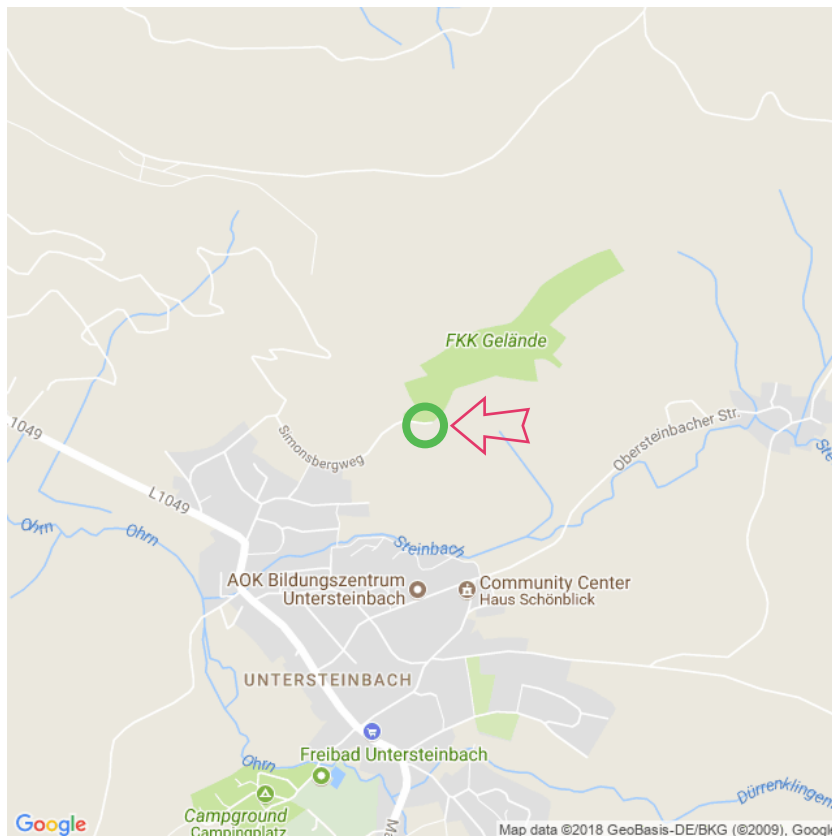 FKK Gelände
1049
Simonsbergweg
Obersteinbacher Str.
L1049
Ohrn
Ohrn
Steinbach
AOK Bildungszentrum
Untersteinbach
Community Center
Haus Schönblick
UNTERSTEINBACH
Freibad Untersteinbach
Ohrn
Campground
Campingplatz
Dürrenklingen
Google
Map data ©2018 GeoBasis-DE/BKG (©2009), Google